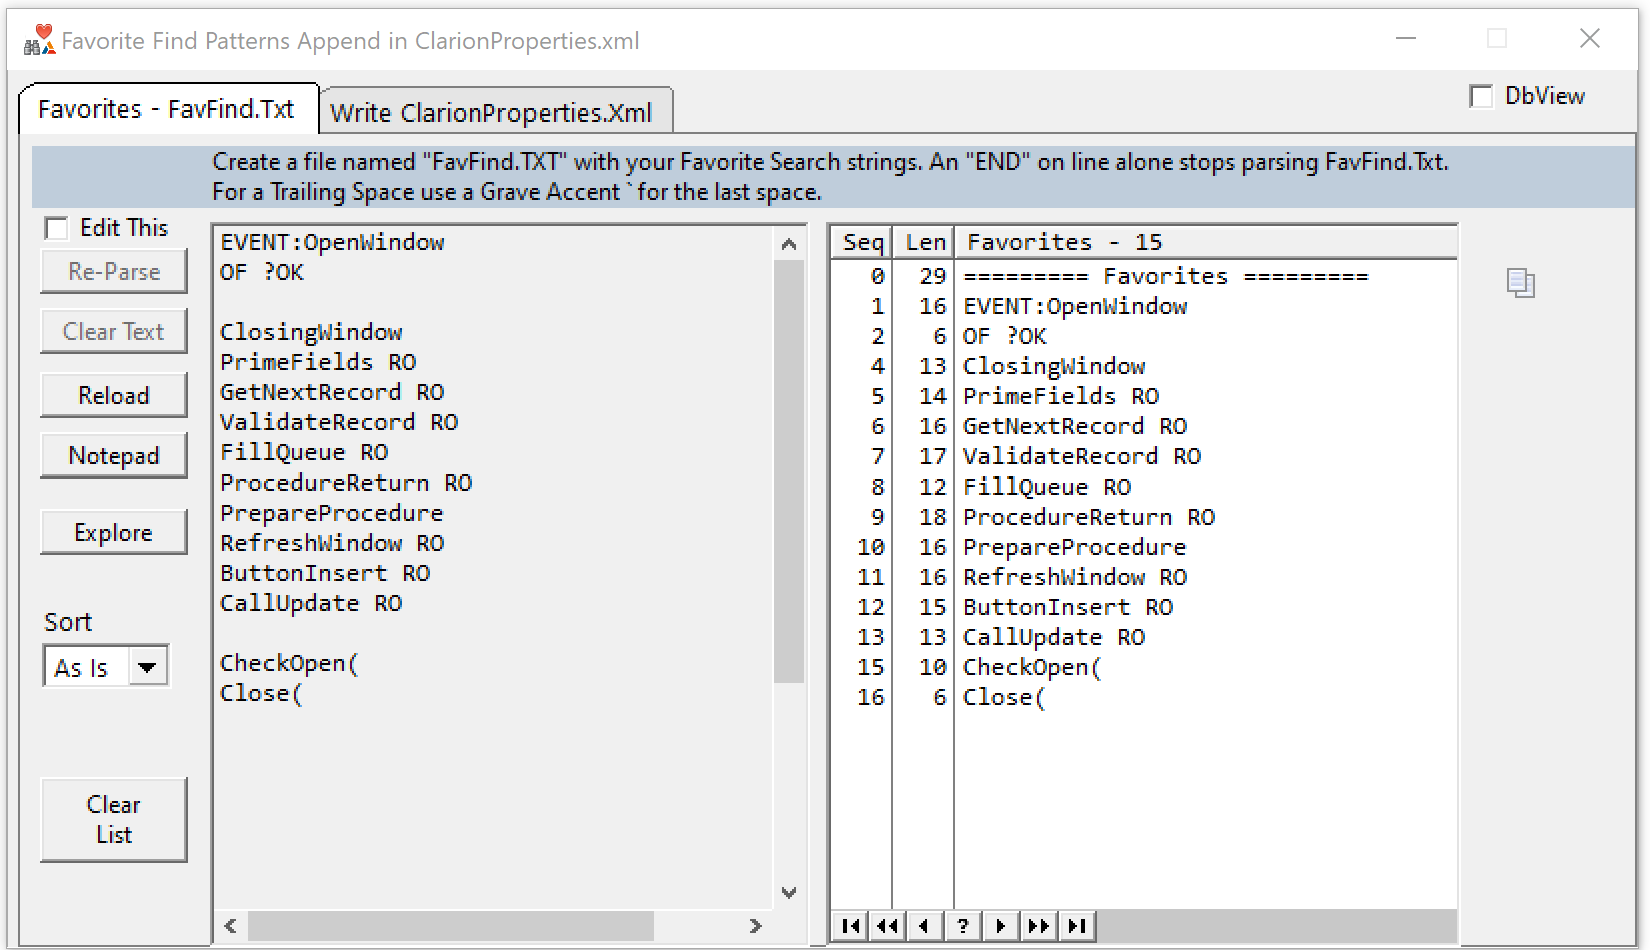 Favorite Find Patterns Append in ClarionProperties.xml
Favorites - FavFind.Txt
Write ClarionProperties.Xml
DbView
Create a file named "FavFind.TXT" with your Favorite Search strings. An "END" on line alone stops parsing FavFind.Txt.
For a Trailing Space use a Grave Accent ` for the last space.
Edit This
Re-Parse
Clear Text
Reload
Notepad
Explore
Sort
As Is
Clear
List
EVENT:OpenWindow
OF ?OK
ClosingWindow
PrimeFields RO
GetNextRecord RO
ValidateRecord RO
FillQueue RO
ProcedureReturn RO
PrepareProcedure
RefreshWindow RO
ButtonInsert RO
CallUpdate RO
CheckOpen(
Close(
Seq Len Favorites - 15
0 29 ========= Favorites =========
1 16 EVENT:OpenWindow
2 6 OF ?OK
4 13 ClosingWindow
5 14 PrimeFields RO
6 16 GetNextRecord RO
7 17 ValidateRecord RO
8 12 FillQueue RO
9 18 ProcedureReturn RO
10 16 PrepareProcedure
11 16 RefreshWindow RO
12 15 ButtonInsert RO
13 13 CallUpdate RO
15 10 CheckOpen(
16 6 Close(
?